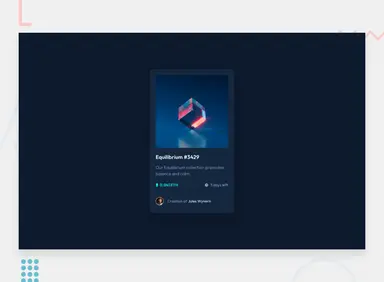 Equilibrium #3429
Our Equilibrium collection promotes
balance and calm.
0.041ETH
3 days left
Creation of Jules Wyvern